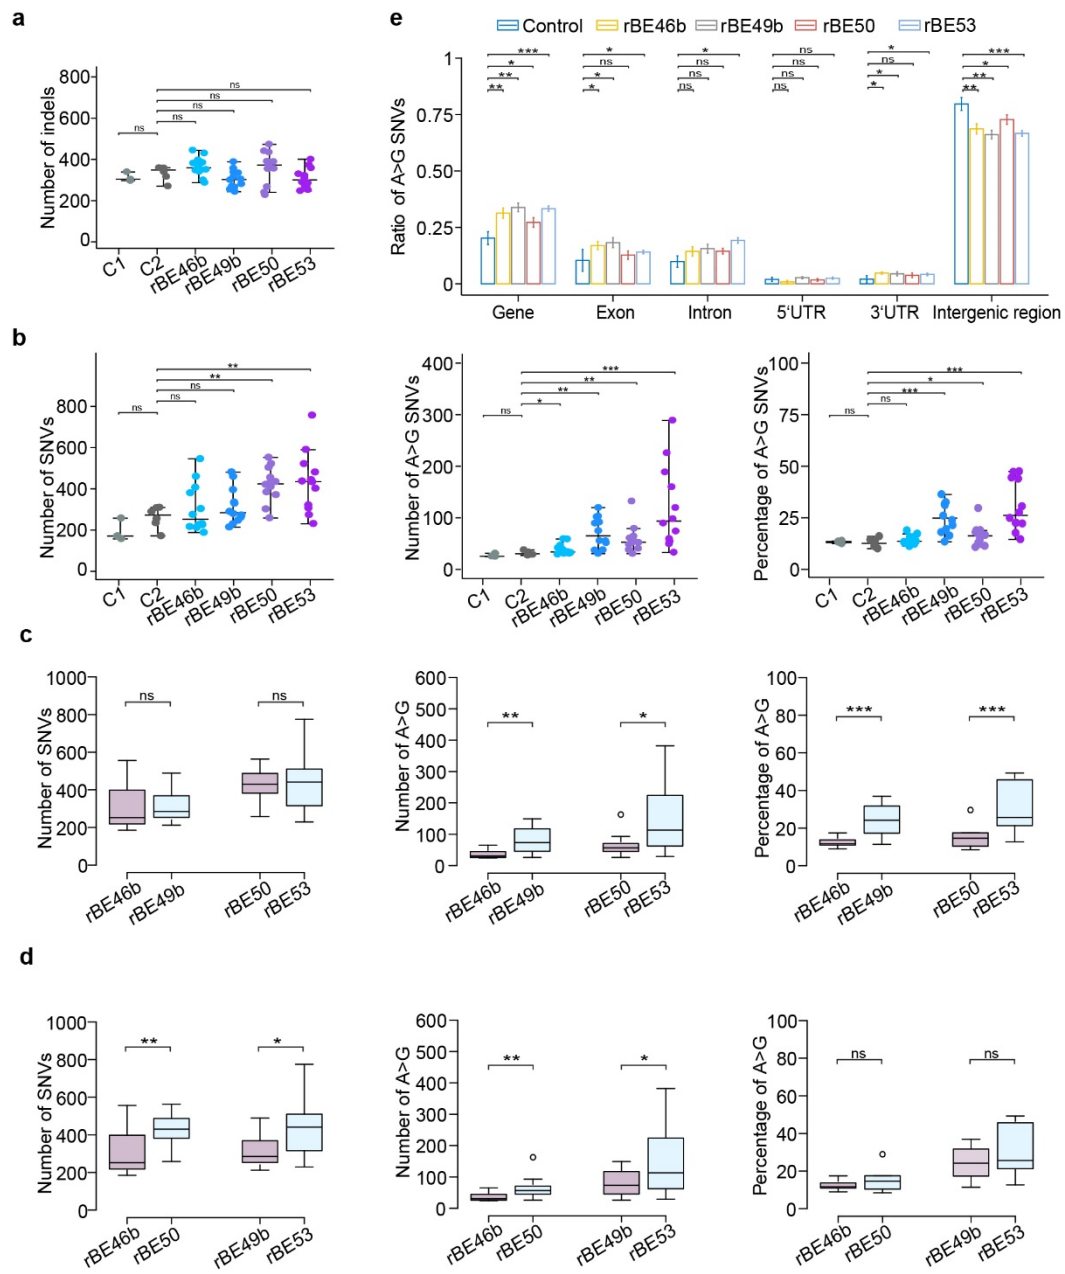 a
Number of indels
800
600
400
200
0
ns
ns
ns
ns
ns
C1
C2
rBE46b
rBE49b
rBE50
rBE53
e
Control
rBE46b
rBE49b
rBE50
rBE53
Ratio of A>G SNVs
1
0.75
0.50
0.25
0
*** * * ns * ***
* ns ns ns ns *
** * ns ns * **
** * ns ns * **
Gene
Exon
Intron
5‘UTR
3‘UTR
Intergenic region
b
Number of SNVs
800
600
400
200
0
**
**
ns
ns
ns
C1
C2
rBE46b
rBE49b
rBE50
rBE53
Number of A>G SNVs
400
300
200
100
0
***
**
**
*
ns
C1
C2
rBE46b
rBE49b
rBE50
rBE53
Percentage of A>G SNVs
100
75
50
25
0
***
*
***
ns
ns
C1
C2
rBE46b
rBE49b
rBE50
rBE53
c
Number of SNVs
1000
800
600
400
200
0
ns
ns
rBE46b
rBE49b
rBE50
rBE53
Number of A>G
600
400
300
200
100
0
**
*
rBE46b
rBE49b
rBE50
rBE53
Percentage of A>G
100
80
60
40
20
0
***
***
rBE46b
rBE49b
rBE50
rBE53
d
Number of SNVs
1000
800
600
400
200
0
**
*
rBE46b
rBE50
rBE49b
rBE53
Number of A>G
600
500
400
300
200
100
0
**
*
rBE46b
rBE50
rBE49b
rBE53
Percentage of A>G
100
80
60
40
20
0
ns
ns
rBE46b
rBE50
rBE49b
rBE53